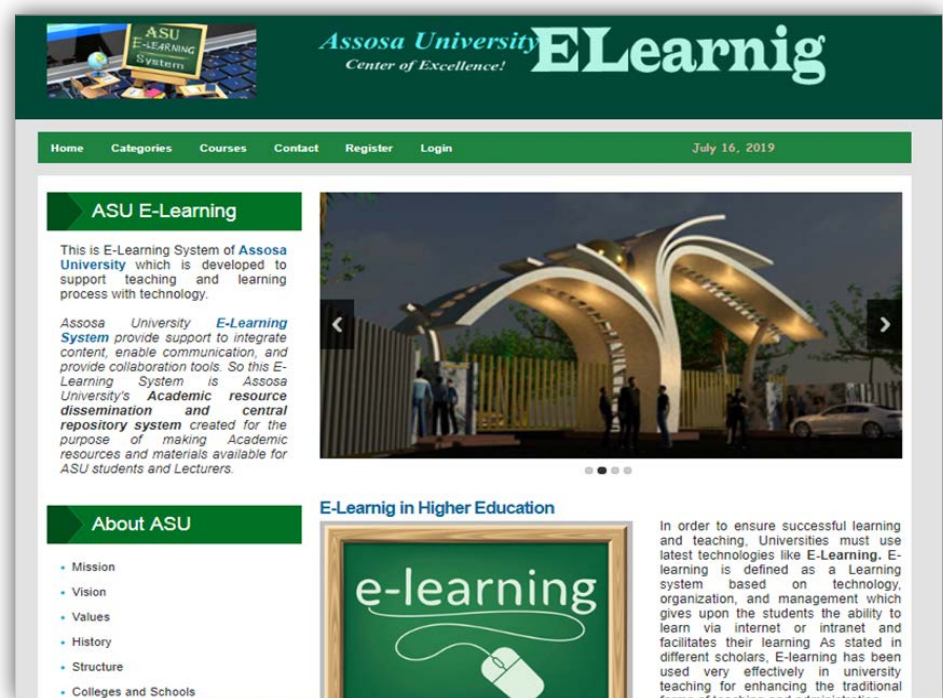 ASU
E-LEARNING
System
Assosa University
Center of Excellence!
ELearnig
Home Categories Courses Contact Register Login July 16, 2019
ASU E-Learning
This is E-Learning System of Assosa
University which is developed to
support teaching and learning
process with technology.
Assosa University E-Learning
System provide support to integrate
content, enable communication, and
provide collaboration tools. So this E-
Learning System is Assosa
University's Academic resource
dissemination and central
repository system created for the
purpose of making Academic
resources and materials available for
ASU students and Lecturers.
About ASU
Mission
Vision
Values
History
Structure
Colleges and Schools
E-Learnig in Higher Education
e-learning
In order to ensure successful learning
and teaching, Universities must use
latest technologies like E-Learning. E-
learning is defined as a Learning
system based on technology,
organization, and management which
gives upon the students the ability to
learn via internet or intranet and
facilitates their learning As stated in
different scholars, E-learning has been
used very effectively in university
teaching for enhancing the traditional